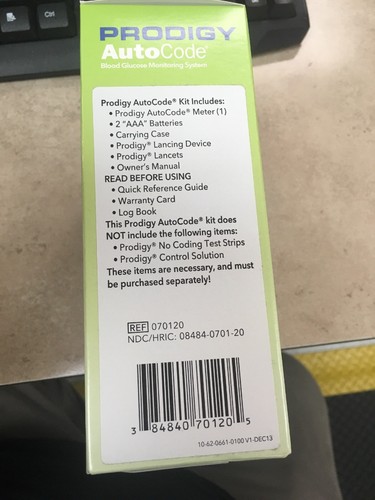 Ctrl
PRODIGY
AutoCode®
Blood Glucose Monitoring System
Prodigy AutoCode® Kit Includes:
• Prodigy AutoCode® Meter (1)
• 2 "AAA" Batteries
• Carrying Case
• Prodigy® Lancing Device
• Prodigy® Lancets
• Owner's Manual
READ BEFORE USING
• Quick Reference Guide
• Warranty Card
• Log Book
This Prodigy AutoCode® kit does
NOT include the following items:
• Prodigy® No Coding Test Strips
• Prodigy® Control Solution
These items are necessary, and must
be purchased separately!
REF 070120
NDC/HRIC: 08484-0701-20
3 84840 70120 5
10-62-0661-0100 V1-DEC13